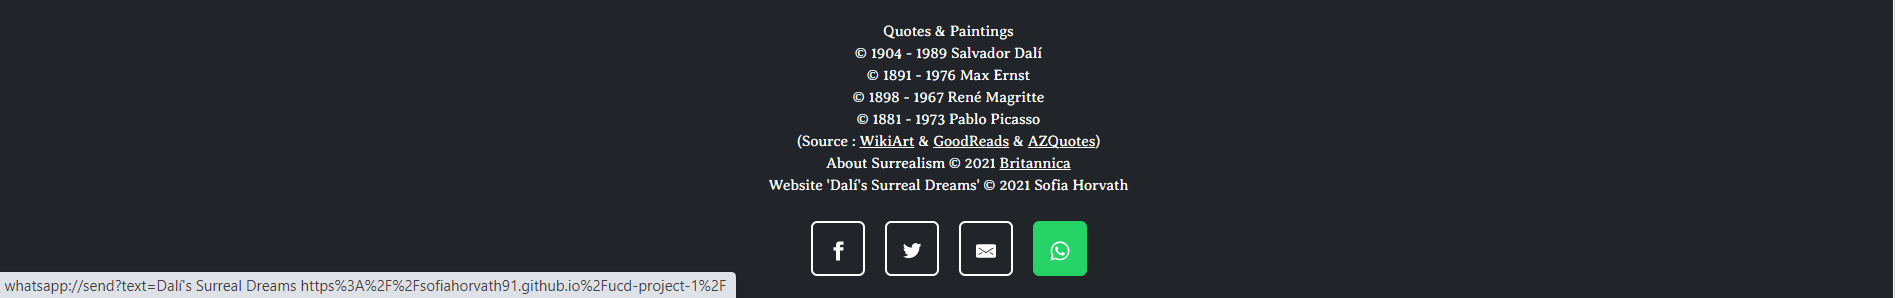 Quotes & Paintings
© 1904 - 1989 Salvador Dalí
© 1891 - 1976 Max Ernst
© 1898 - 1967 René Magritte
© 1881 - 1973 Pablo Picasso
(Source : WikiArt & GoodReads & AZQuotes)
About Surrealism © 2021 Britannica
Website 'Dalí's Surreal Dreams' © 2021 Sofia Horvath
whatsapp://send?text=Dalí's Surreal Dreams https%3A%2F%2Fsofiahorvath91.github.io%2Fucd-project-1%2F